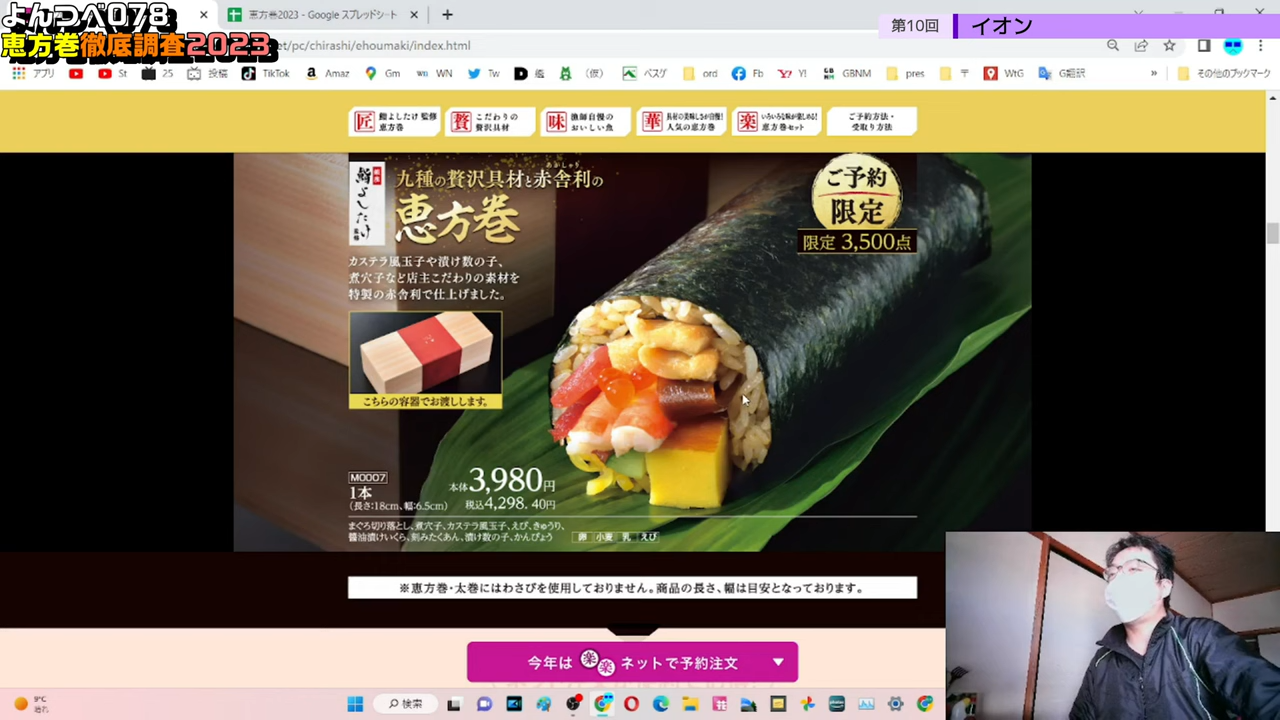 よんつべ078
恵方巻徹底調査2023
恵方巻2023 - Google スプレッドシート
第10回 イオン
et/pc/chirashi/ehoumaki/index.html
アプリ St 25 投稿 TikTok Amaz Gm WN Tw 艦 (仮) ベスグ ord Fb Y! GBNM pres 〒 WtG G翻訳 » その他のブックマーク
匠 鮨よしたけ 監修 恵方巻
贅 こだわりの 贅沢具材
味 漁師自慢の おいしい魚
華 具材の美味しさが自慢! 人気の恵方巻
楽 いろいろな味が楽しめる! 恵方巻セット
ご予約方法・受取り方法
鮨よしたけ 監修
九種の贅沢具材と赤舎利の
あかしゃり
恵方巻
ご予約
限定
限定 3,500点
カステラ風玉子や漬け数の子、
煮穴子など店主こだわりの素材を
特製の赤舎利で仕上げました。
こちらの容器でお渡しします。
M0007
1本
(長さ:18cm、幅:6.5cm)
本体3,980円
税込4,298.40円
まぐろ切り落とし、煮穴子、カステラ風玉子、えび、きゅうり、
醤油漬けいくら、刻みたくあん、漬け数の子、かんぴょう
卵 小麦 乳 えび
※恵方巻・太巻にはわさびを使用しておりません。商品の長さ、幅は目安となっております。
今年は楽楽ネットで予約注文
9°C
晴れ
検索